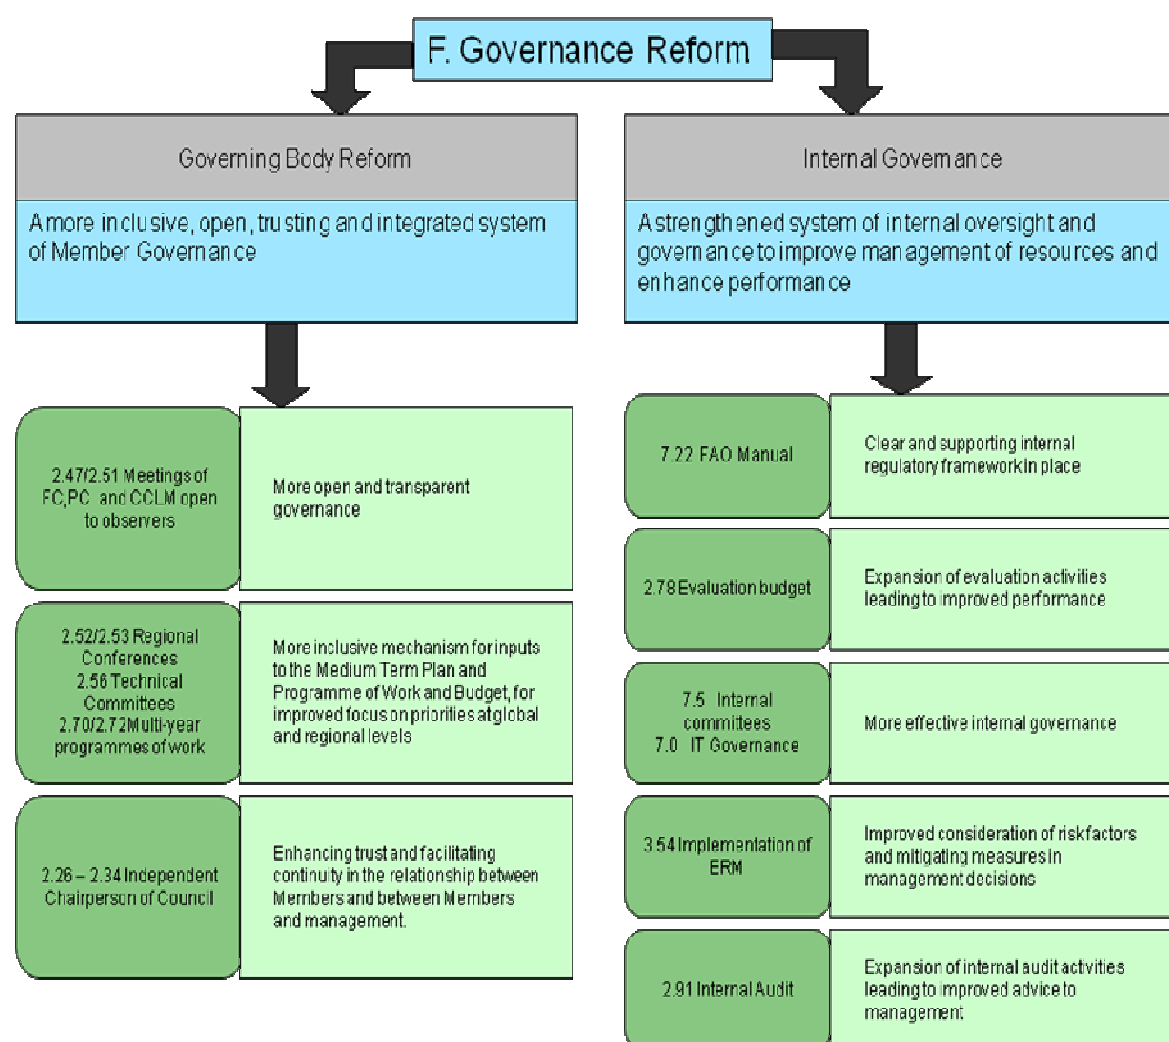 F. Governance Reform
Governing Body Reform
A more inclusive, open, trusting and integrated system
of Member Governance
2.47/2.51 Meetings of
FC,PC and CCLM open
to observers
More open and transparent
governance
2.52/2.53 Regional
Conferences
2.56 Technical
Committees
2.70/2.72 Multi-year
programmes of work
More inclusive mechanism for inputs
to the Medium Term Plan and
Programme of Work and Budget, for
improved focus on priorities at global
and regional levels
2.26 – 2.34 Independent
Chairperson of Council
Enhancing trust and facilitating
continuity in the relationship between
Members and between Members
and management.
Internal Governance
A strengthened system of internal oversight and
governance to improve management of resources and
enhance performance
7.22 FAO Manual
Clear and supporting internal
regulatory framework in place
2.78 Evaluation budget
Expansion of evaluation activities
leading to improved performance
7.5 Internal
committees
7.0 IT Governance
More effective internal governance
3.54 Implementation of
ERM
Improved consideration of risk factors
and mitigating measures in
management decisions
2.91 Internal Audit
Expansion of internal audit activities
leading to improved advice to
management